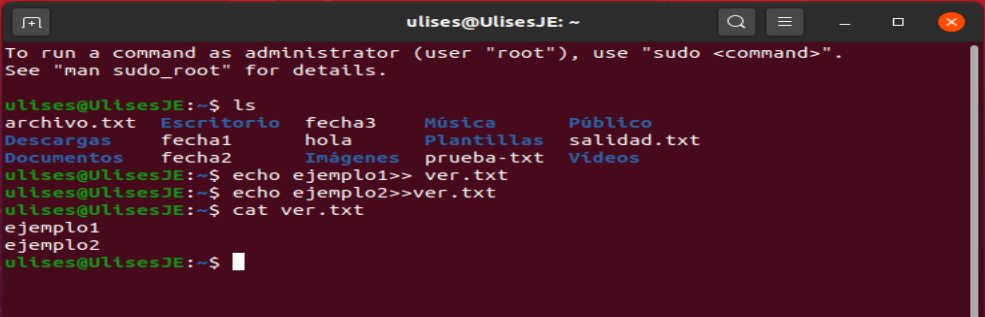 ulises@UlisesJE: ~
To run a command as administrator (user "root"), use "sudo <command>".
See "man sudo_root" for details.
ulises@UlisesJE:~$ ls
archivo.txt Escritorio fecha3 Música Público
Descargas fecha1 hola Plantillas salidad.txt
Documentos fecha2 Imágenes prueba-txt Vídeos
ulises@UlisesJE:~$ echo ejemplo1>> ver.txt
ulises@UlisesJE:~$ echo ejemplo2>>ver.txt
ulises@UlisesJE:~$ cat ver.txt
ejemplo1
ejemplo2
ulises@UlisesJE:~$